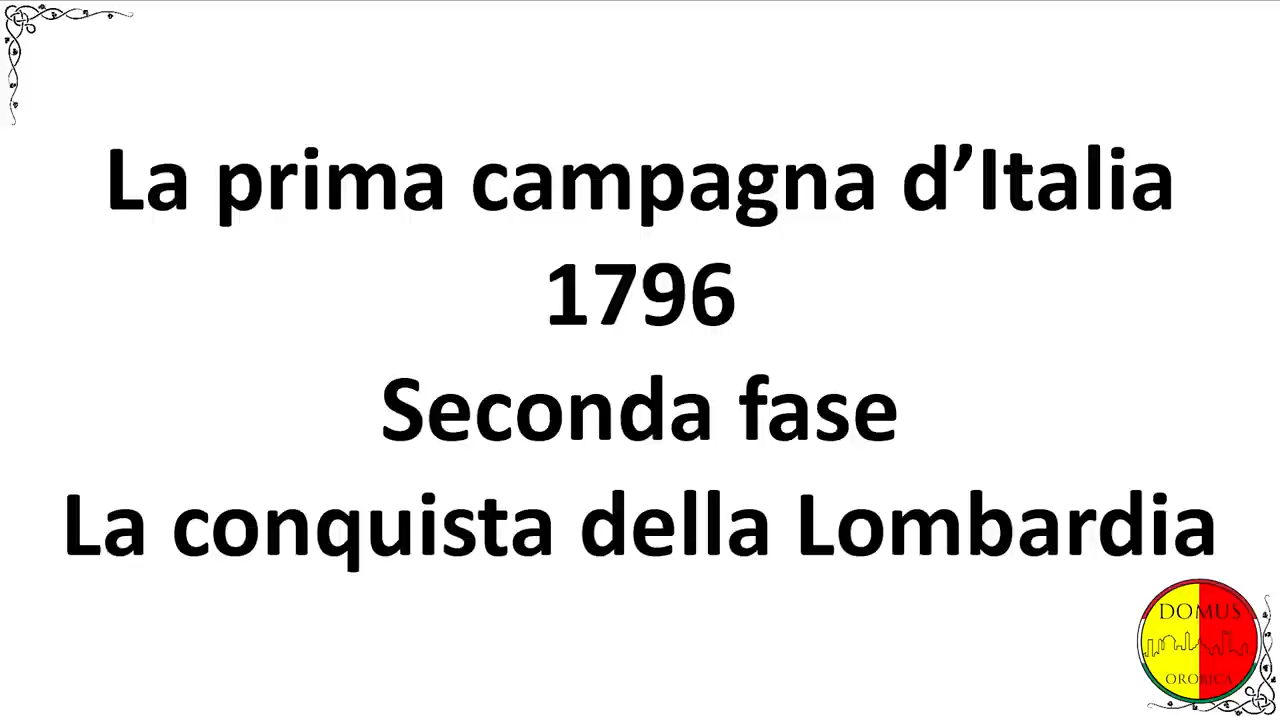 La prima campagna d’Italia
1796
Seconda fase
La conquista della Lombardia
DOMUS
OROBICA